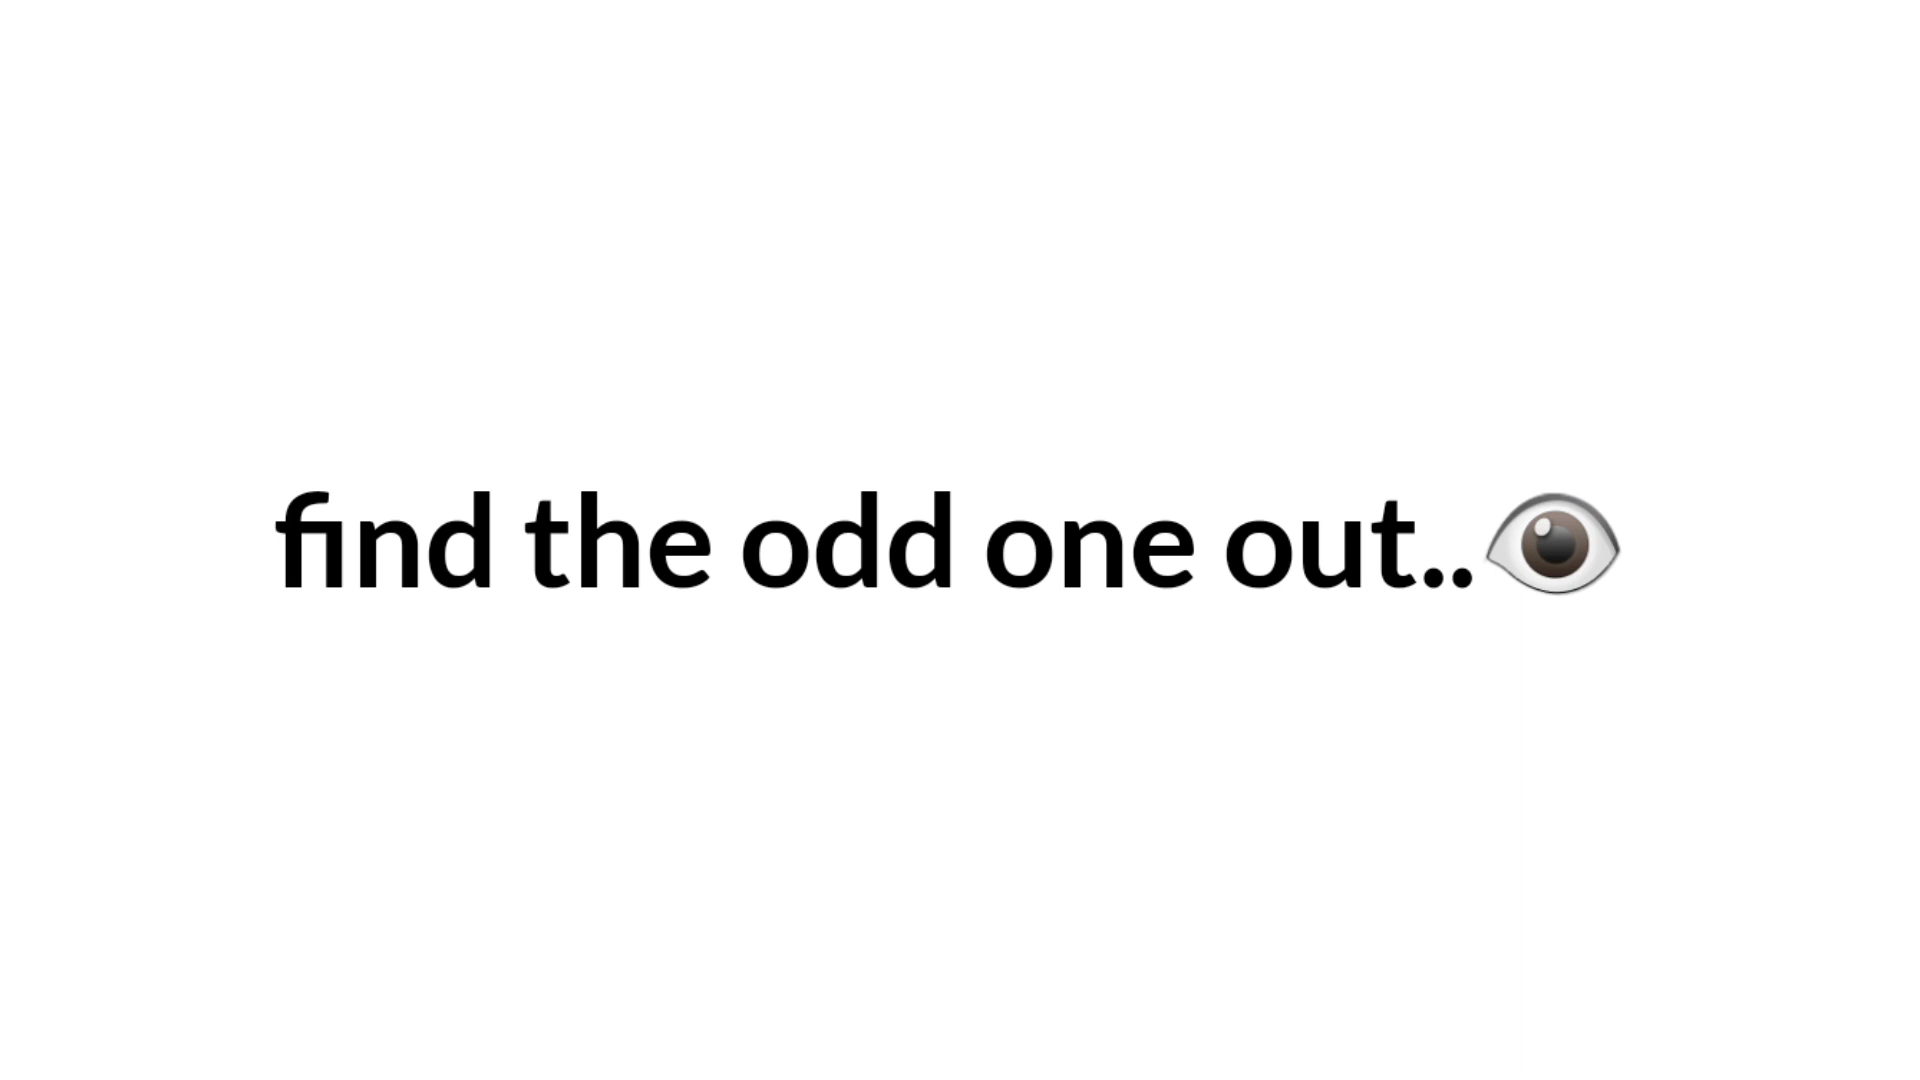 find the odd one out..👁️